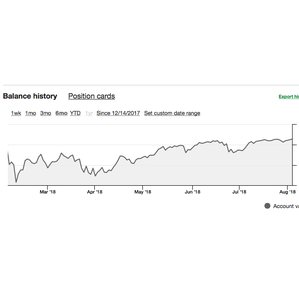 Balance history Position cards
Export hi
1wk 1mo 3mo 6mo YTD Since 12/14/2017 Set custom date range
Mar '18 Apr '18 May '18 Jun '18 Jul '18 Aug '18
Account v